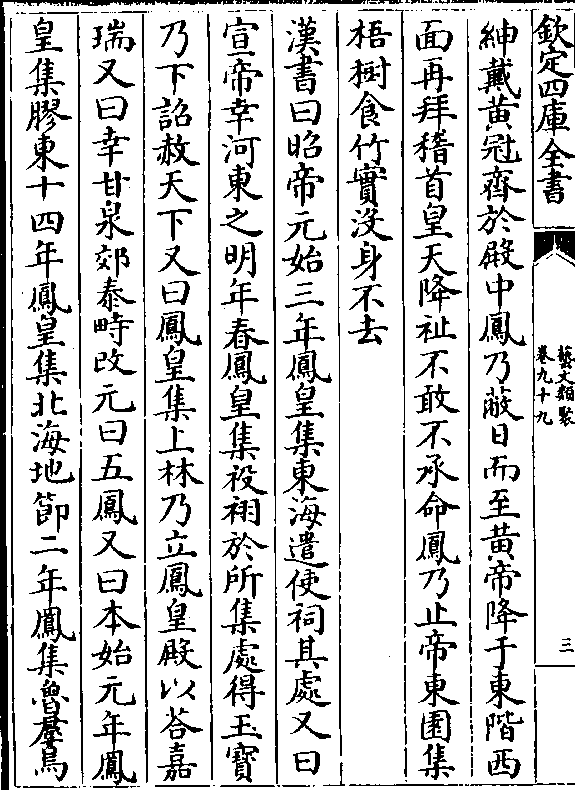 欽定四庫全書
藝文類聚
卷九十九
三
紳戴黄冠齊於殿中鳳乃蔽日而至黄帝降于東階西
面再拜稽首皇天降祉不敢不承命鳳乃止帝東園集
梧樹食竹實沒身不去
漢書曰昭帝元始三年鳳皇集東海遣使祠其處又曰
宣帝幸河東之明年春鳳皇集祋祤於所集處得玉寶
乃下詔赦天下又曰鳳皇集上林乃立鳳皇殿以荅嘉
瑞又曰幸甘泉郊泰畤改元曰五鳳又曰本始元年鳳
皇集膠東十四年鳳皇集北海地節二年鳳集魯羣鳥